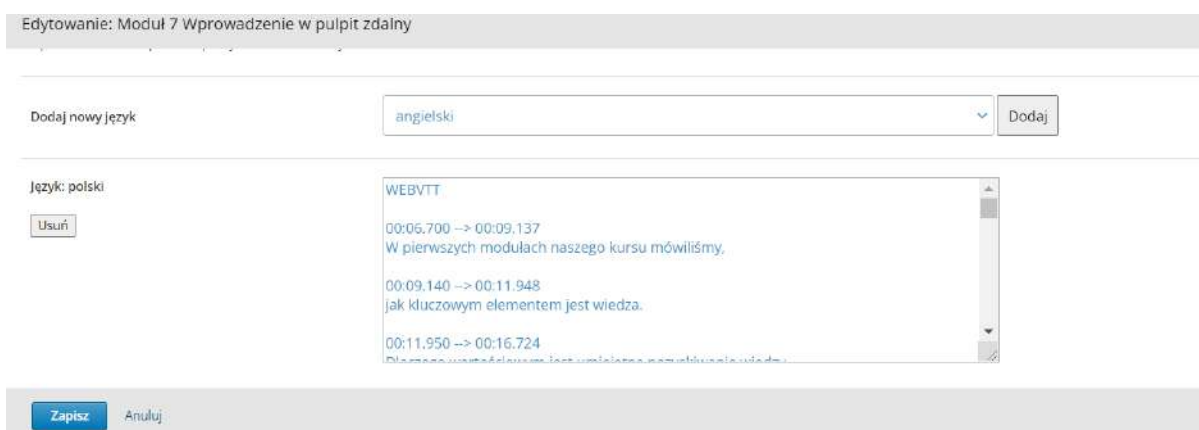 Edytowanie: Moduł 7 Wprowadzenie w pulpit zdalny
Dodaj nowy język
angielski
Dodaj
Język: polski
Usuń
WEBVTT
00:06.700 --> 00:09.137
W pierwszych modułach naszego kursu mówiliśmy,
00:09.140 --> 00:11.948
jak kluczowym elementem jest wiedza.
00:11.950 --> 00:16.724
Zapisz
Anuluj